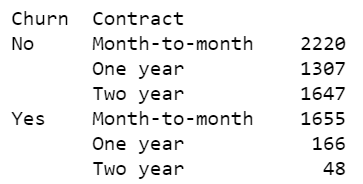 Churn  Contract
No     Month-to-month    2220
       One year          1307
       Two year          1647
Yes    Month-to-month    1655
       One year           166
       Two year            48